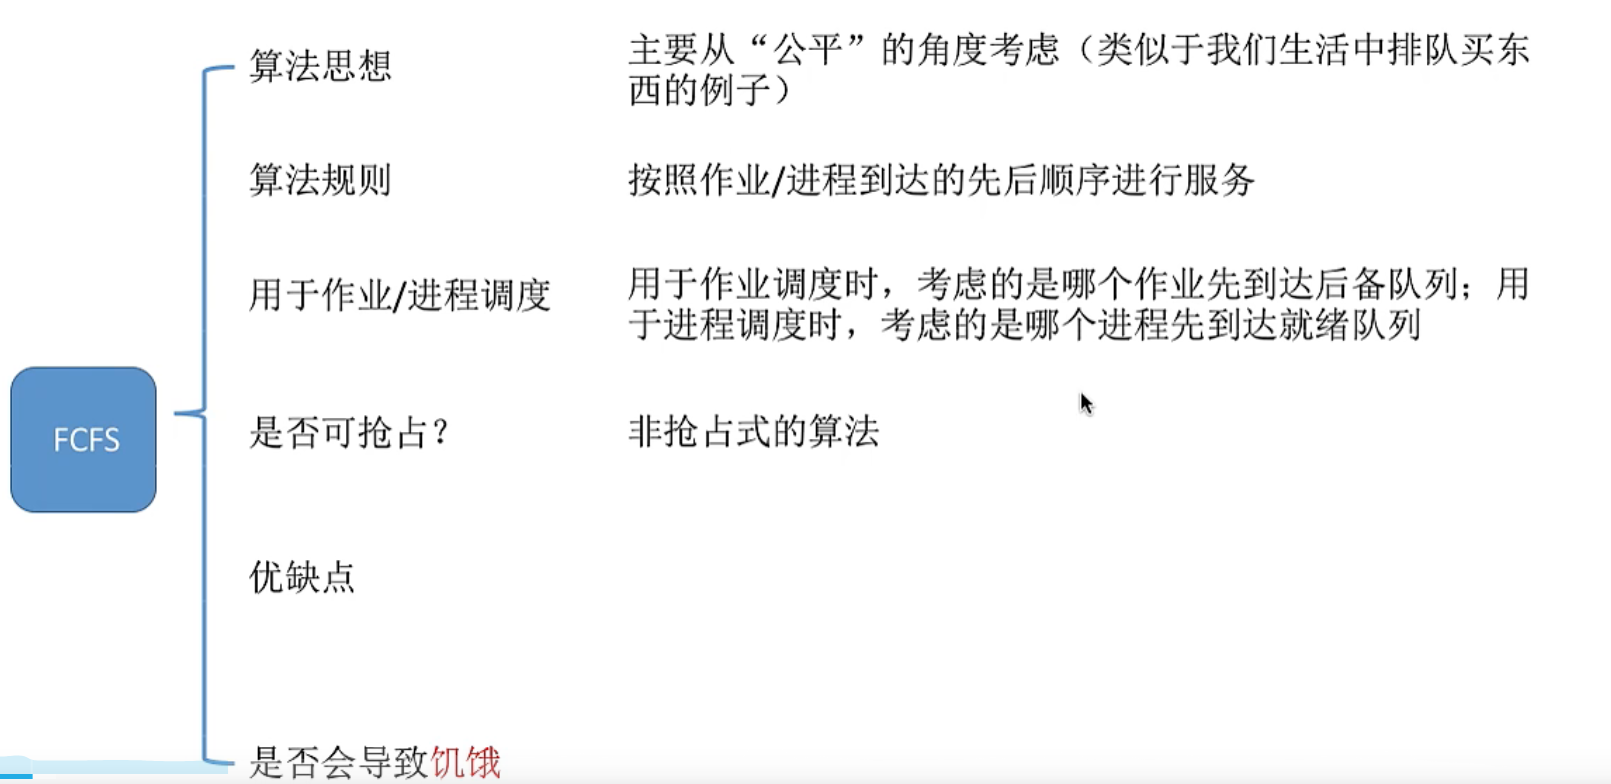 算法思想
主要从“公平”的角度考虑（类似于我们生活中排队买东
西的例子）
算法规则
按照作业/进程到达的先后顺序进行服务
用于作业/进程调度
用于作业调度时，考虑的是哪个作业先到达后备队列；用
于进程调度时，考虑的是哪个进程先到达就绪队列
FCFS
是否可抢占？
非抢占式的算法
优缺点
是否会导致饥饿